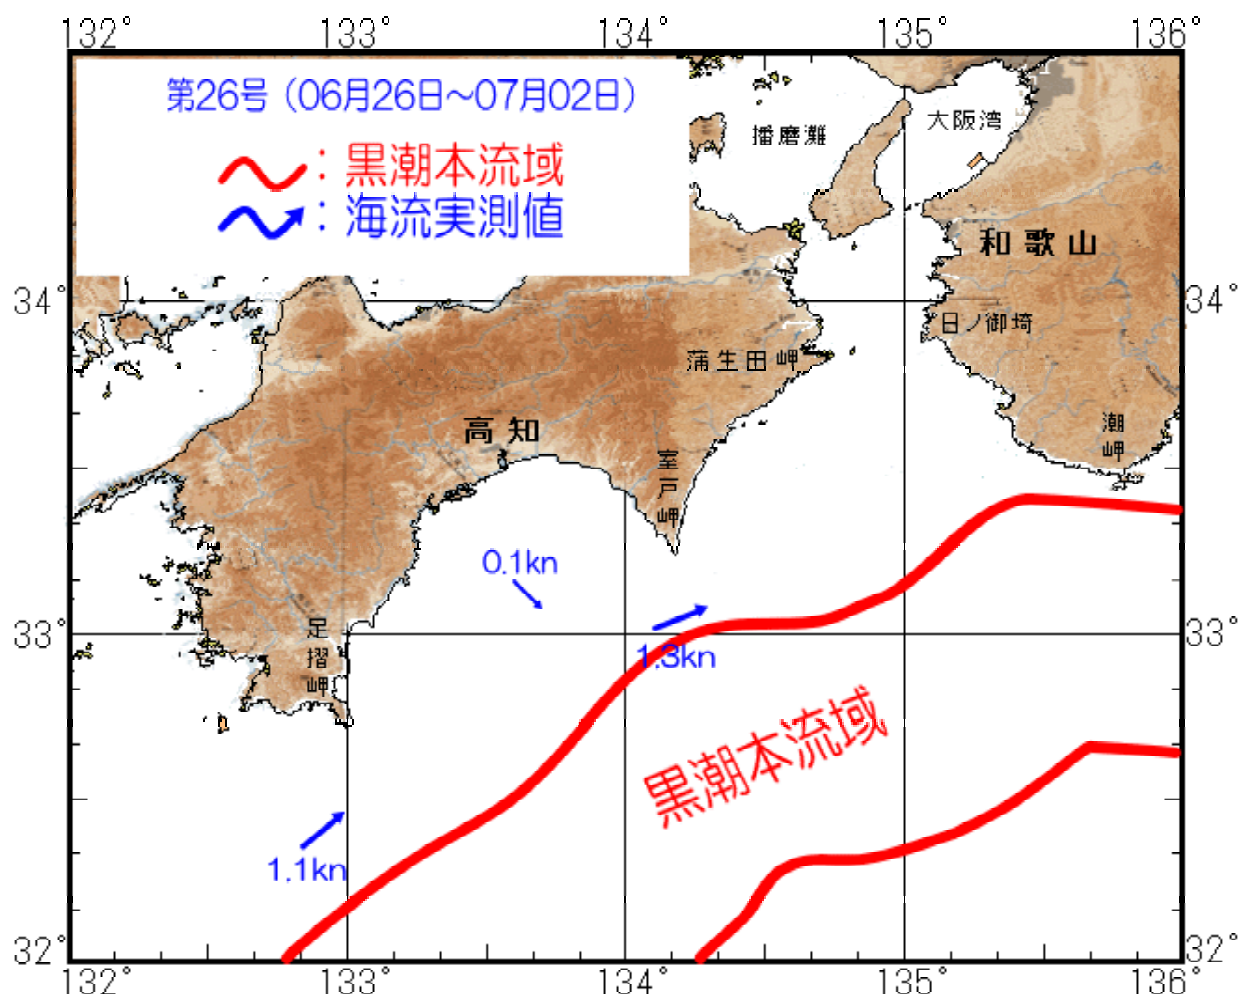 132° 133° 134° 135° 136°
第26号（06月26日～07月02日）
：黒潮本流域
：海流実測値
播磨灘
大阪湾
和歌山
34°
34°
日ノ御埼
蒲生田岬
潮岬
高知
室戸岬
0.1kn
33°
33°
足摺岬
1.3kn
黒潮本流域
1.1kn
32°
32°
132° 133° 134° 135° 136°